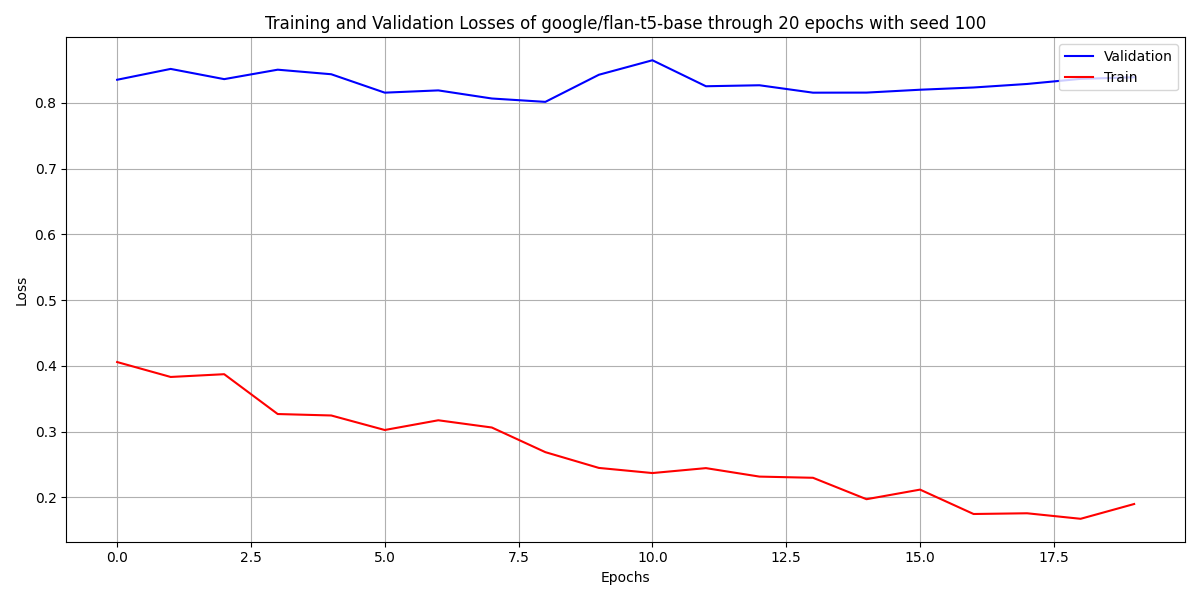 Training and Validation Losses of google/flan-t5-base through 20 epochs with seed 100
Validation
Train
Loss
0.8
0.7
0.6
0.5
0.4
0.3
0.2
0.0 2.5 5.0 7.5 10.0 12.5 15.0 17.5
Epochs